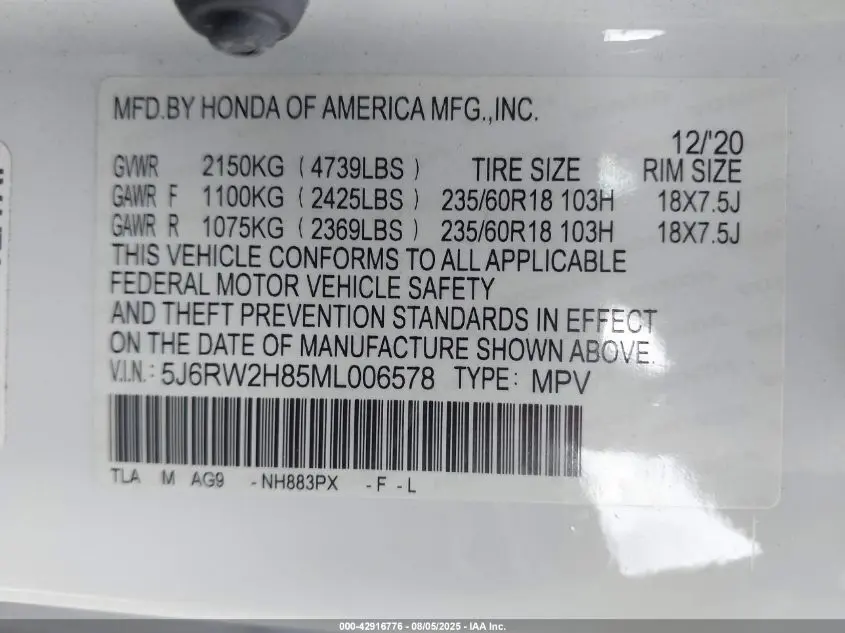 MFD.BY HONDA OF AMERICA MFG.,INC.
12/'20
GVWR 2150KG ( 4739LBS ) TIRE SIZE RIM SIZE
GAWR F 1100KG ( 2425LBS ) 235/60R18 103H 18X7.5J
GAWR R 1075KG ( 2369LBS ) 235/60R18 103H 18X7.5J
THIS VEHICLE CONFORMS TO ALL APPLICABLE
FEDERAL MOTOR VEHICLE SAFETY
AND THEFT PREVENTION STANDARDS IN EFFECT
ON THE DATE OF MANUFACTURE SHOWN ABOVE.
V.I.N.: 5J6RW2H85ML006578 TYPE: MPV
TLA M AG9 -NH883PX -F -L
000-42916776 - 08/05/2025 - IAA Inc.